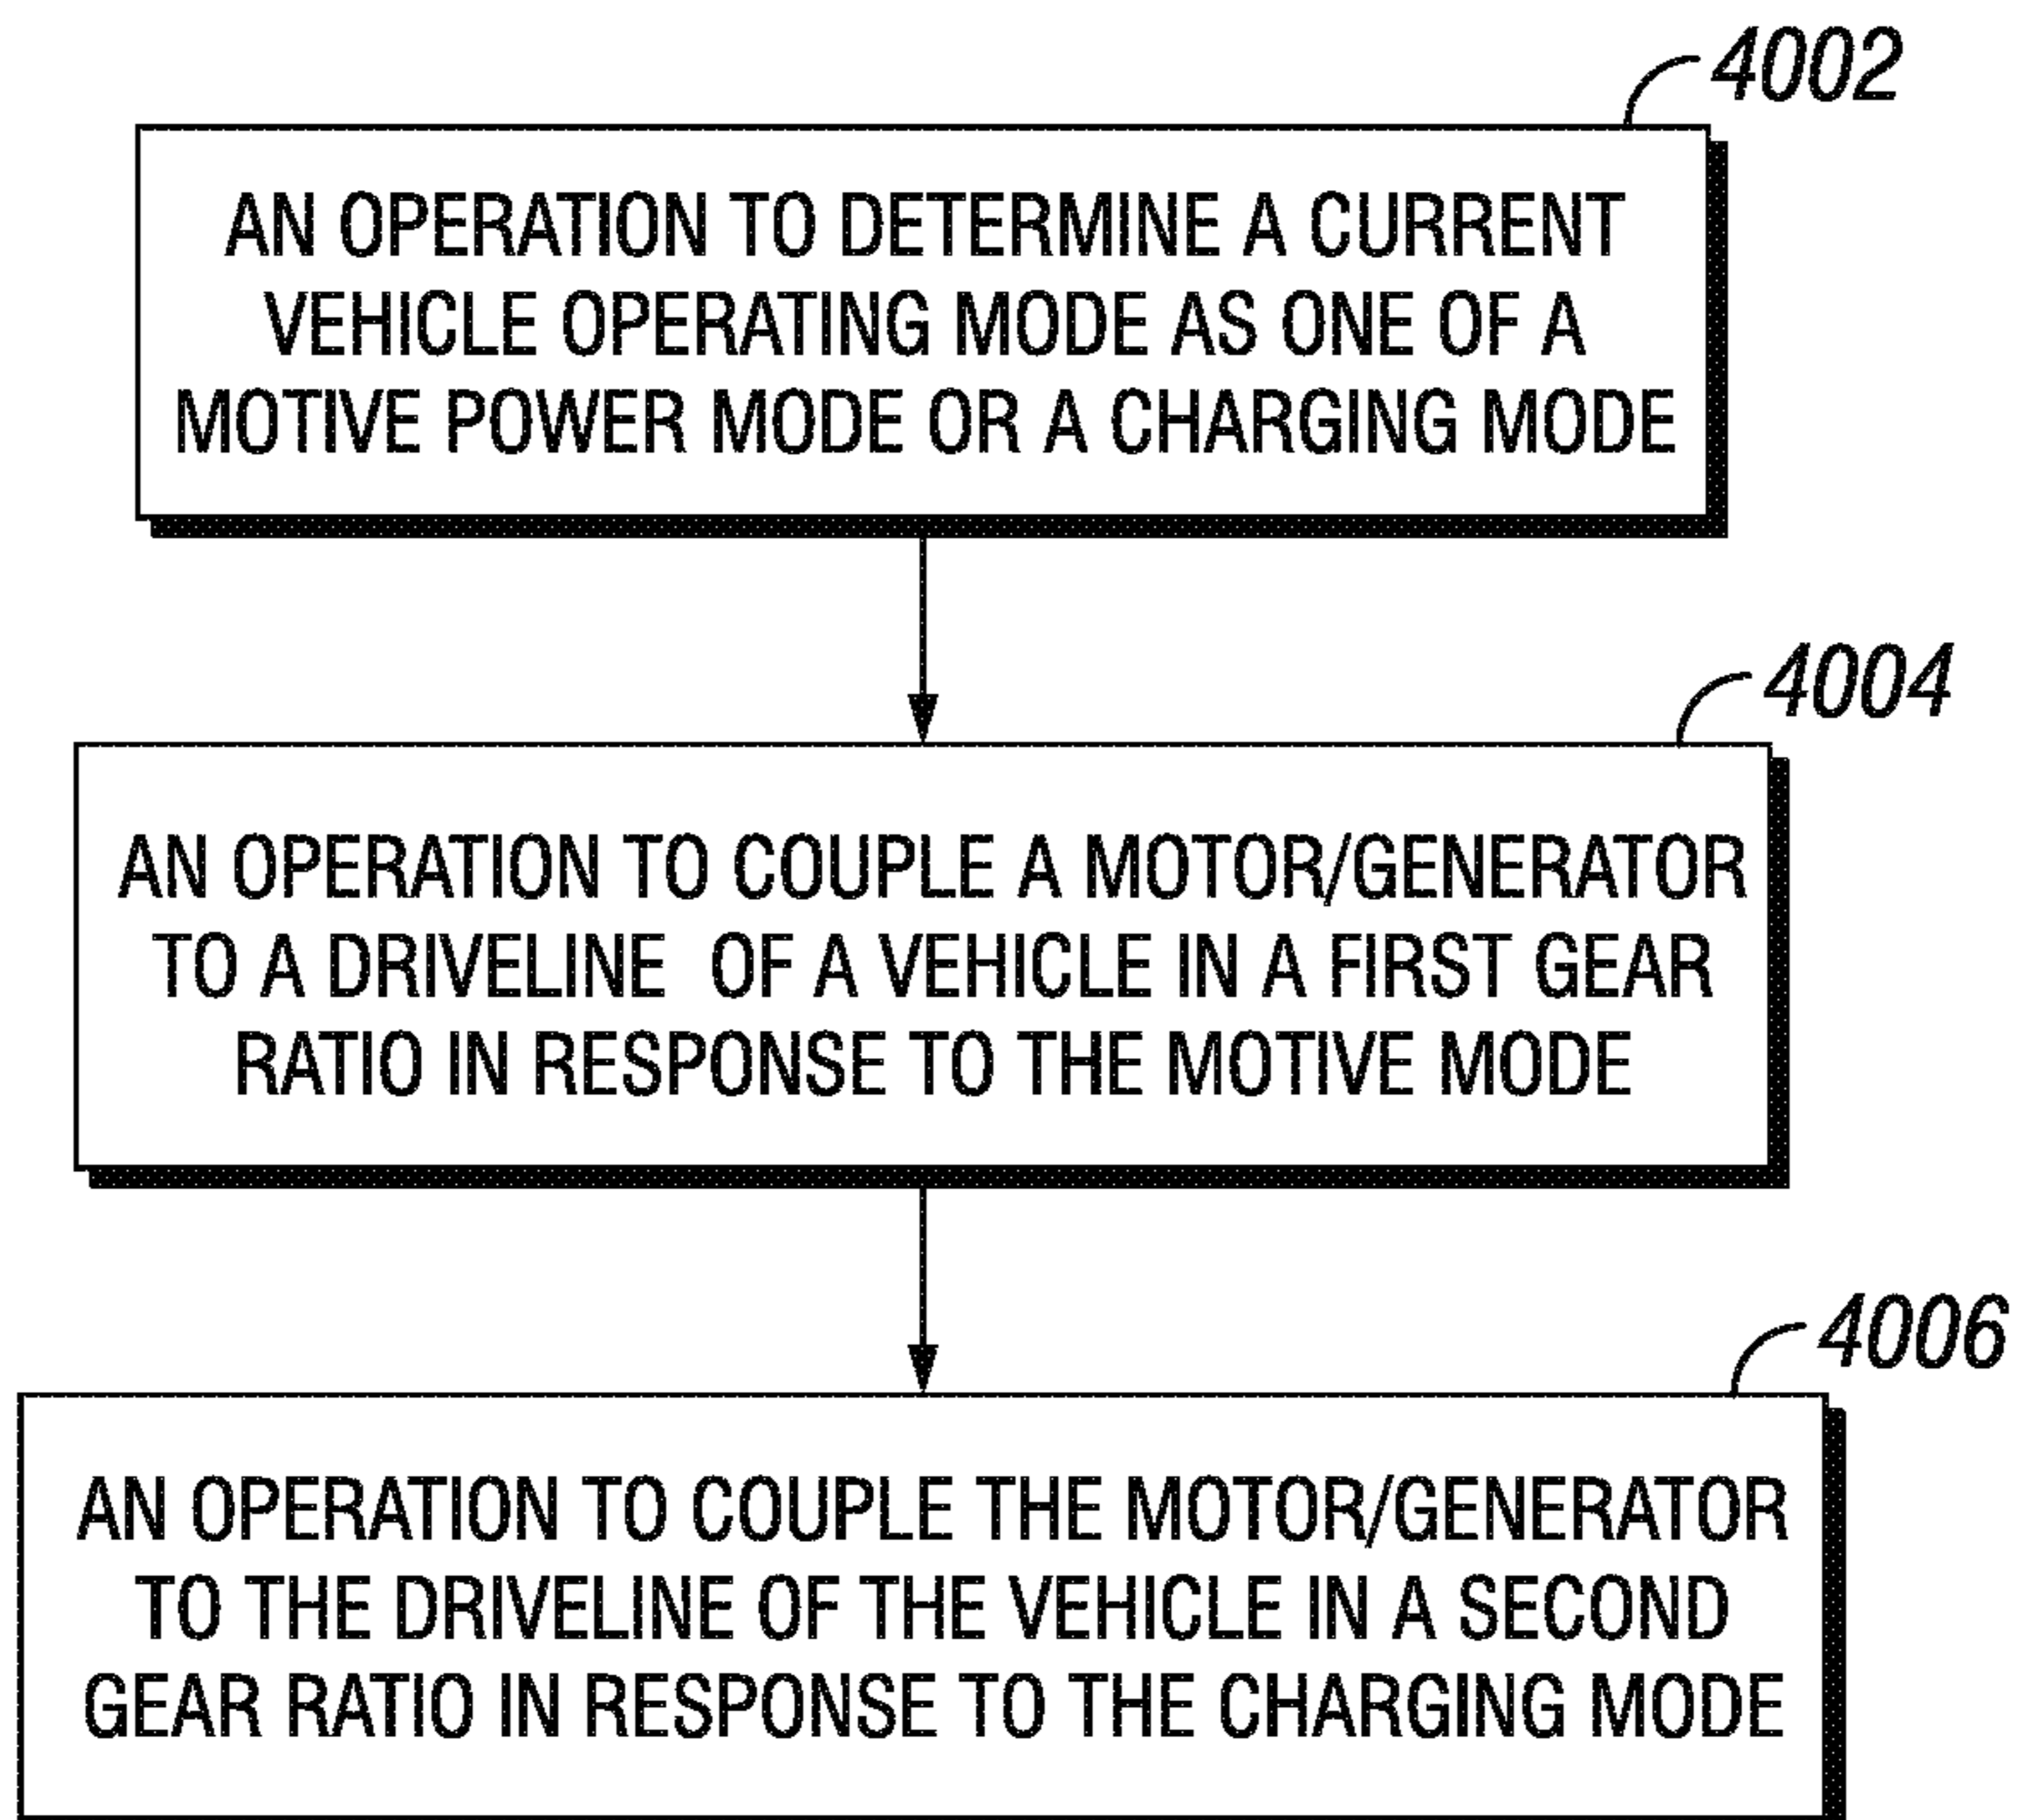 4002
AN OPERATION TO DETERMINE A CURRENT
VEHICLE OPERATING MODE AS ONE OF A
MOTIVE POWER MODE OR A CHARGING MODE
4004
AN OPERATION TO COUPLE A MOTOR/GENERATOR
TO A DRIVELINE OF A VEHICLE IN A FIRST GEAR
RATIO IN RESPONSE TO THE MOTIVE MODE
4006
AN OPERATION TO COUPLE THE MOTOR/GENERATOR
TO THE DRIVELINE OF THE VEHICLE IN A SECOND
GEAR RATIO IN RESPONSE TO THE CHARGING MODE